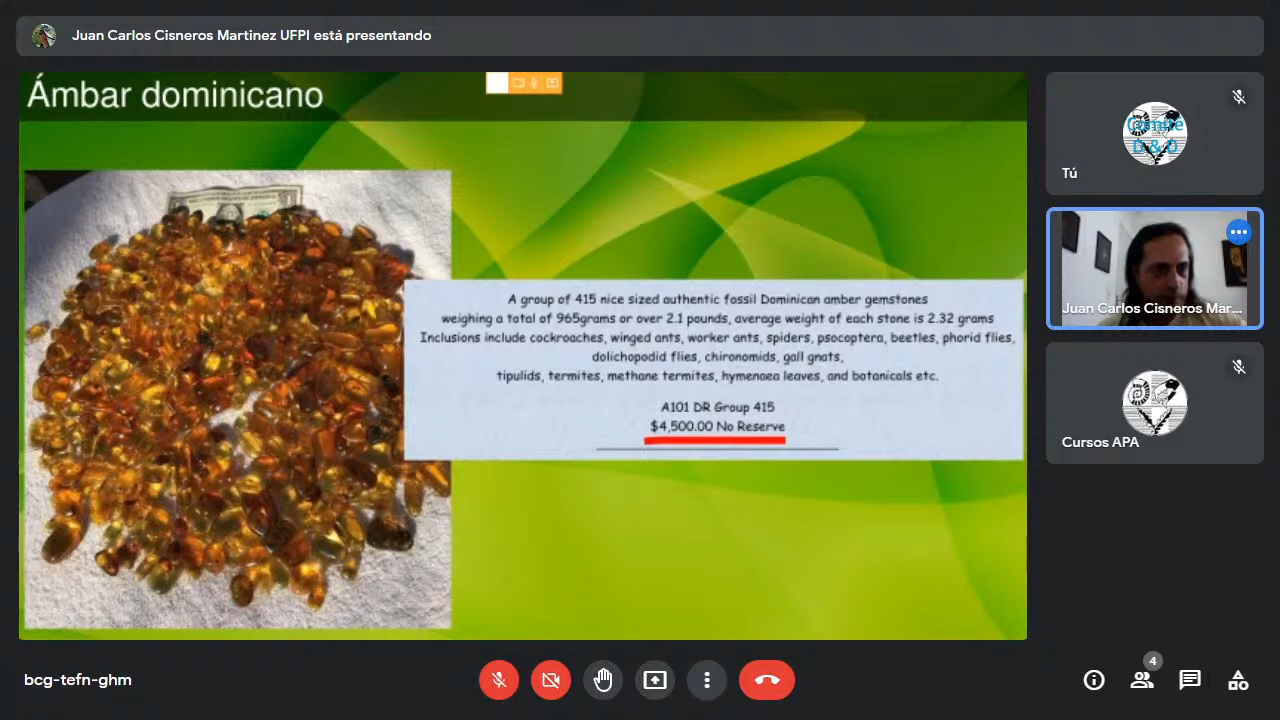 Juan Carlos Cisneros Martinez UFPI está presentando
Ámbar dominicano
A group of 415 nice sized authentic fossil Dominican amber gemstones
weighing a total of 965grams or over 2.1 pounds, average weight of each stone is 2.32 grams
Inclusions include cockroaches, winged ants, worker ants, spiders, psocoptera, beetles, phorid flies,
dolichopodid flies, chironomids, gall gnats,
tipulids, termites, methane termites, hymenaea leaves, and botanicals etc.
A101 DR Group 415
$4,500.00 No Reserve
Comité
D & D
Tú
Juan Carlos Cisneros Mar...
Cursos APA
bcg-tefn-ghm
4